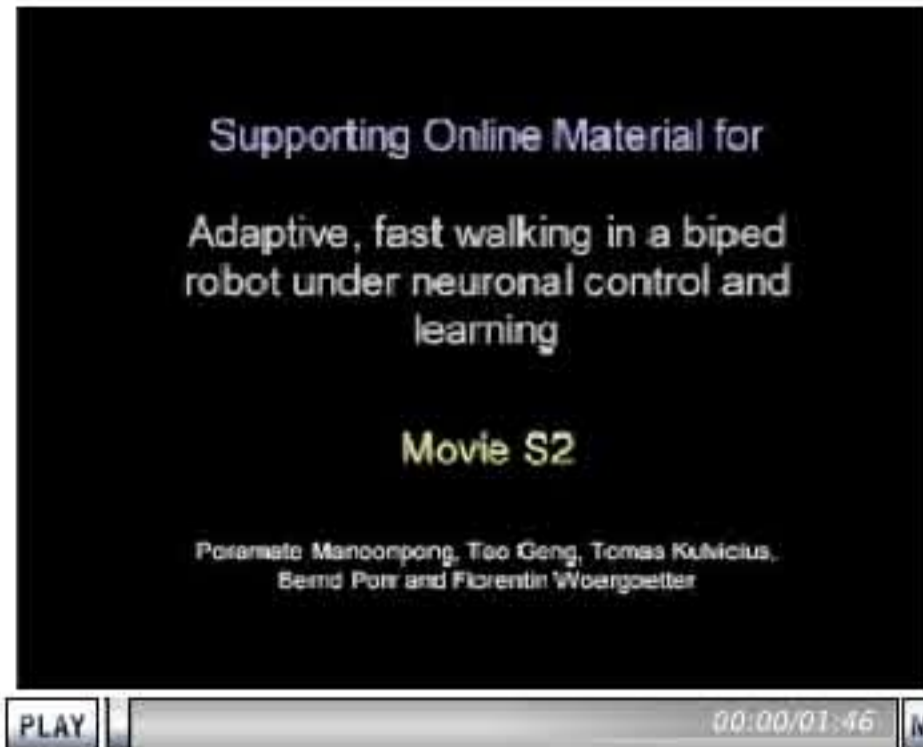 Supporting Online Material for
Adaptive, fast walking in a biped
robot under neuronal control and
learning
Movie S2
Poramate Manoonpong, Tao Geng, Tomas Kulvicius,
Bernd Porr and Florentin Woergoetter
PLAY
00:00/01:46